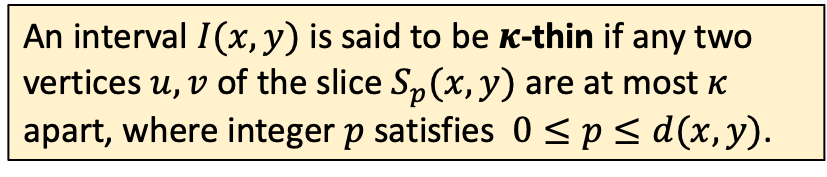 An interval 𝐼(𝑥, 𝑦) is said to be 𝜿-thin if any two
vertices 𝑢, 𝑣 of the slice 𝑆ₚ(𝑥, 𝑦) are at most 𝜅
apart, where integer 𝑝 satisfies 0 ≤ 𝑝 ≤ 𝑑(𝑥, 𝑦).